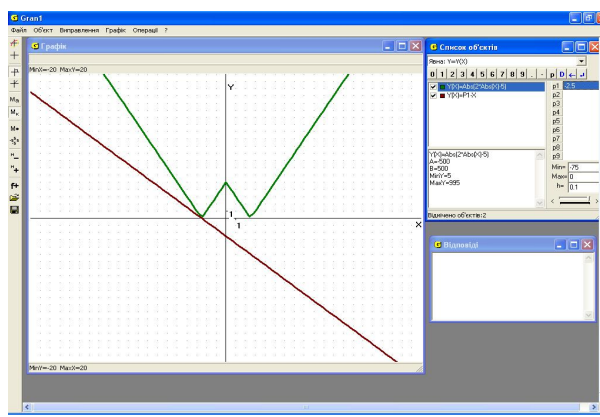 Gran1
Файл Об'єкт Виправлення Графік Операції ?
Графік
MinX=-20 MaxY=20
Y
1
1
X
MinY=-20 MaxX=20
Список об'єктів
Явна: Y=Y(X)
0 1 2 3 4 5 6 7 8 9 . - p D
Y(X)=Abs(2*Abs(X)-5)
Y(X)=P1-X
Y(X)=Abs(2*Abs(X)-5)
A=-500
B=500
MinY=5
MaxY=995
p1 -2.5
p2
p3
p4
p5
p6
p7
p8
p9
Min= -75
Max= 0
h= 0.1
Відмічено об'єктів:2
Відповіді